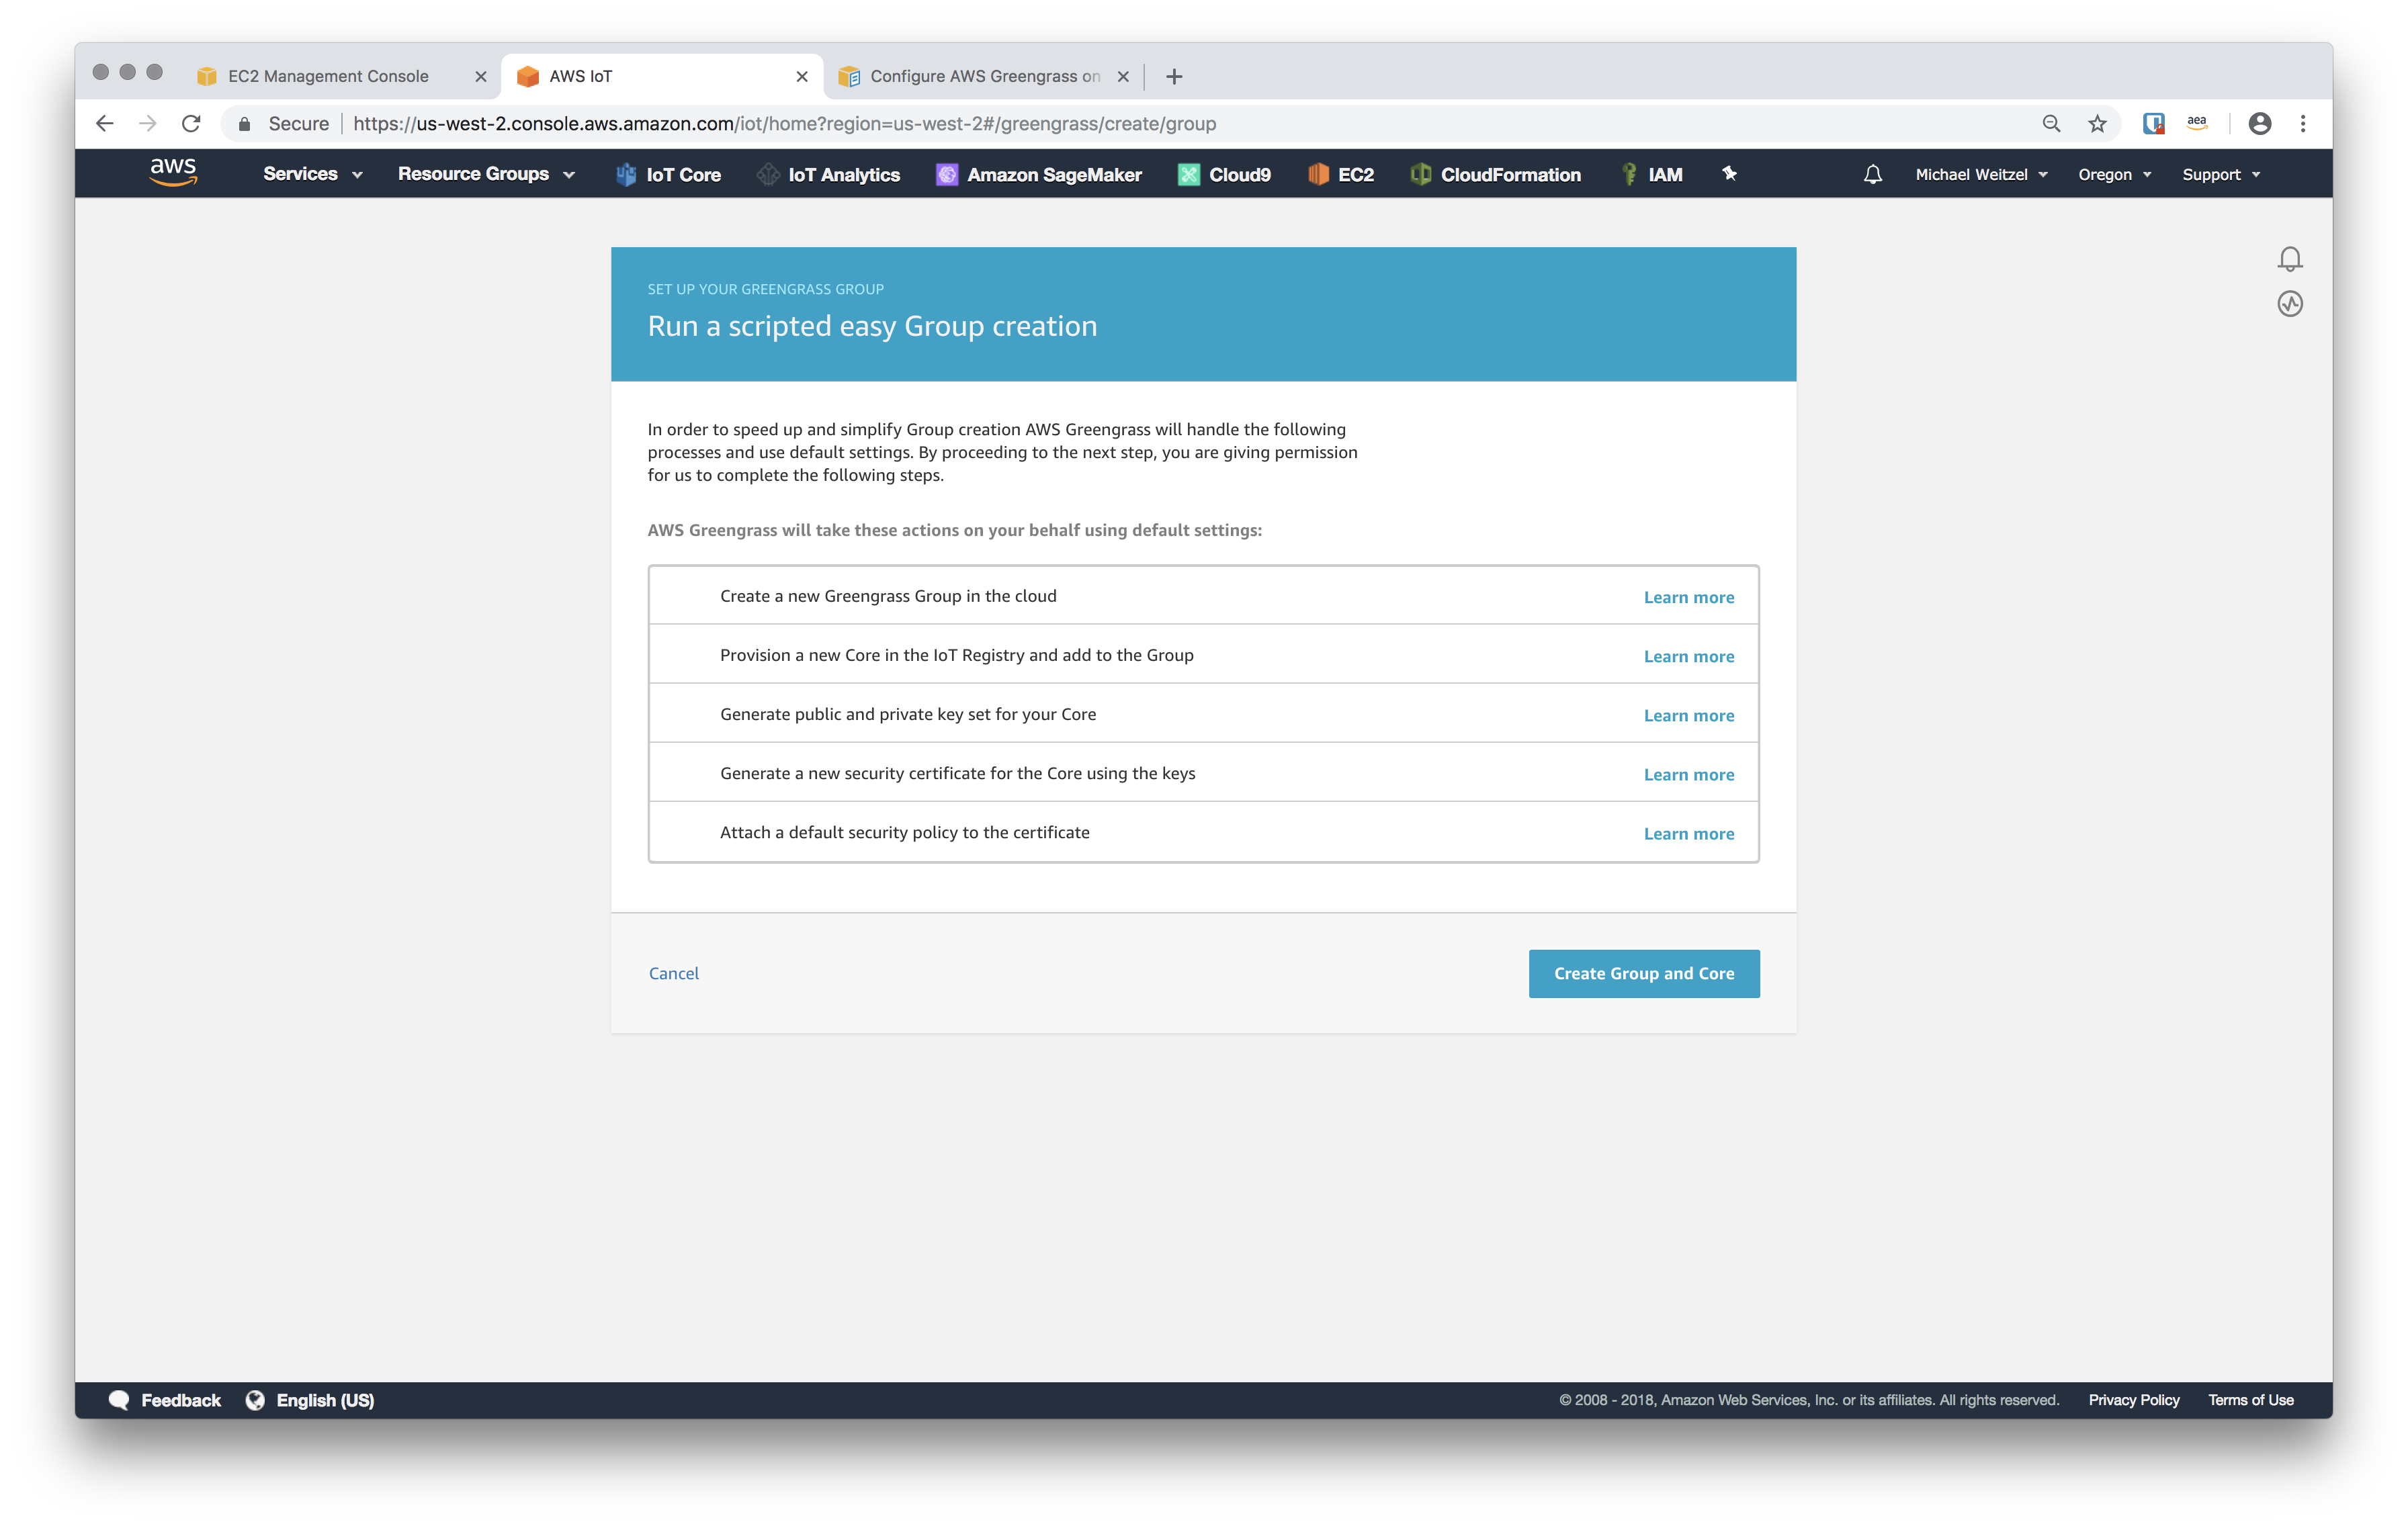 EC2 Management Console
AWS IoT
Configure AWS Greengrass on
Secure
https://us-west-2.console.aws.amazon.com/iot/home?region=us-west-2#/greengrass/create/group
aea
aws
Services
Resource Groups
IoT Core
IoT Analytics
Amazon SageMaker
Cloud9
EC2
CloudFormation
IAM
Michael Weitzel
Oregon
Support
SET UP YOUR GREENGRASS GROUP
Run a scripted easy Group creation
In order to speed up and simplify Group creation AWS Greengrass will handle the following
processes and use default settings. By proceeding to the next step, you are giving permission
for us to complete the following steps.
AWS Greengrass will take these actions on your behalf using default settings:
Create a new Greengrass Group in the cloud
Learn more
Provision a new Core in the IoT Registry and add to the Group
Learn more
Generate public and private key set for your Core
Learn more
Generate a new security certificate for the Core using the keys
Learn more
Attach a default security policy to the certificate
Learn more
Cancel
Create Group and Core
Feedback
English (US)
© 2008 - 2018, Amazon Web Services, Inc. or its affiliates. All rights reserved.
Privacy Policy
Terms of Use